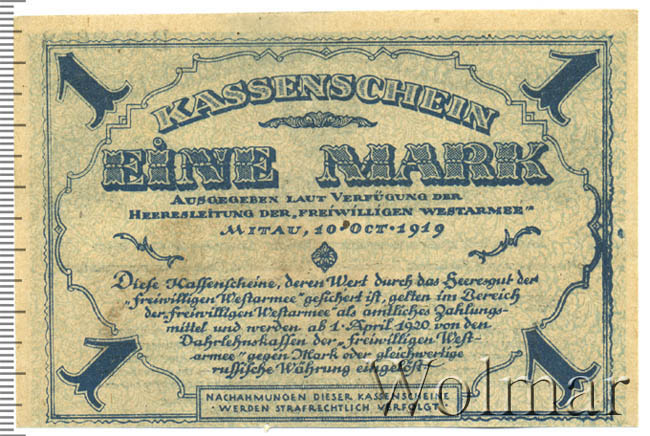 1 1
KASSENSCHEIN
EINE MARK
AUSGEGEBEN LAUT VERFÜGUNG DER
HEERESLEITUNG DER „FREIWILLIGEN WESTARMEE“
MITAU, 10·OCT·1919
Diese Kassenscheine, deren Wert durch das Heeresgut der
„freiwilligen Westarmee“ gesichert ist, gelten im Bereich
der „freiwilligen Westarmee“ als amtliches Zahlungs-
mittel und werden ab 1·April 1920 von den
Darlehnskassen der „freiwilligen West-
armee“ gegen Mark oder gleichwertige
russische Währung eingelöst·
1 1
NACHAHMUNGEN DIESER KASSENSCHEINE
WERDEN STRAFRECHTLICH VERFOLGT·
Wolmar